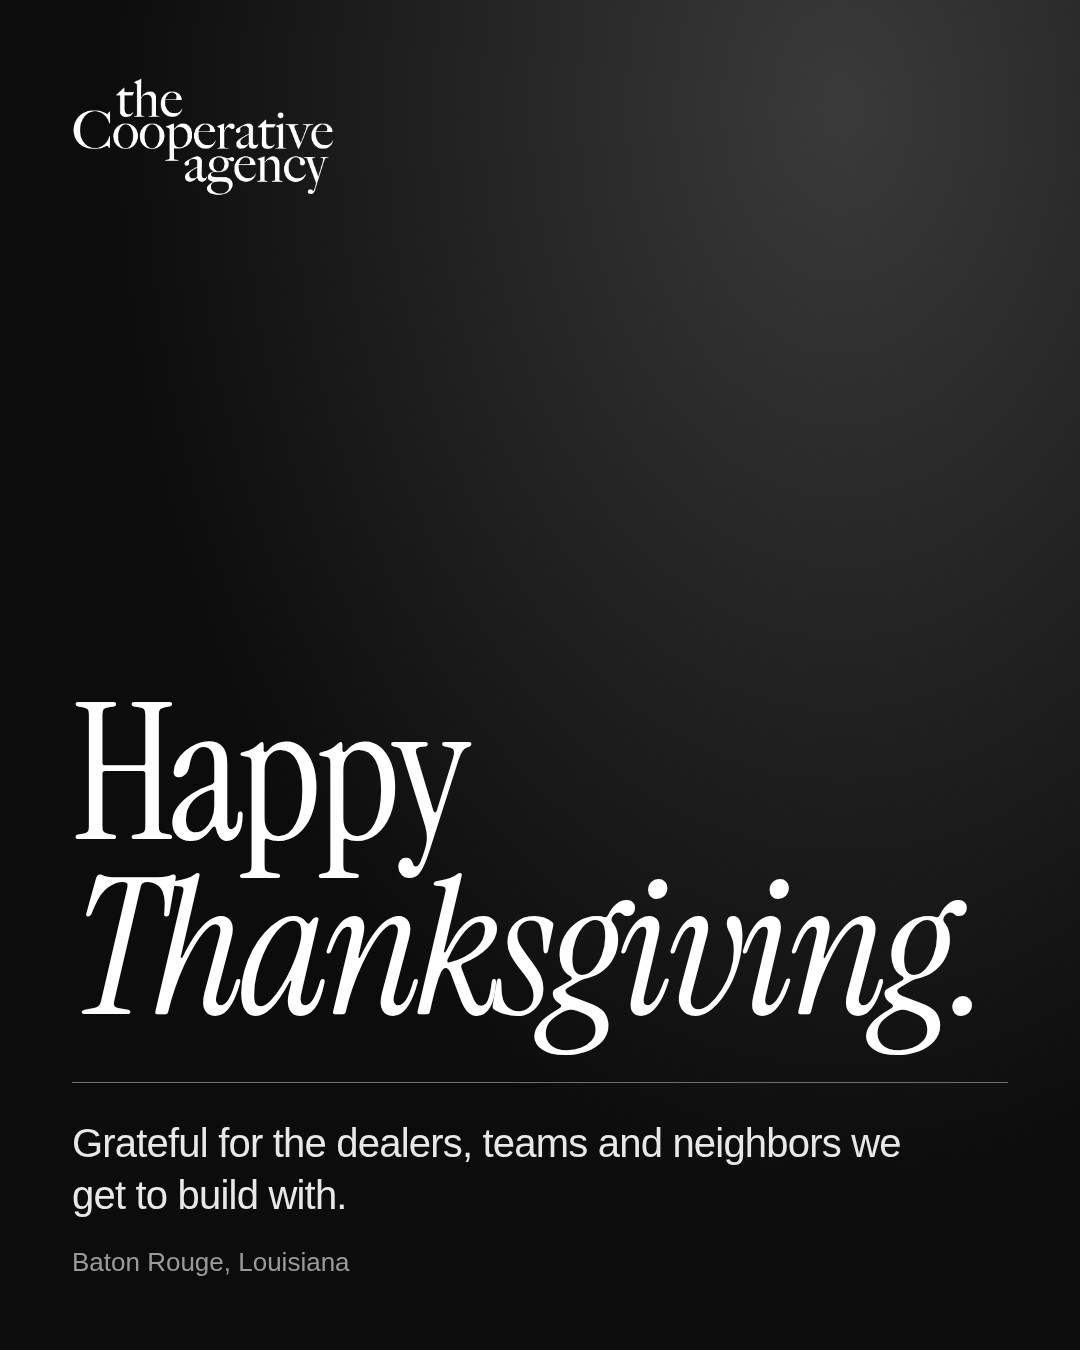 the
Cooperative
agency
Happy
Thanksgiving.
Grateful for the dealers, teams and neighbors we
get to build with.
Baton Rouge, Louisiana